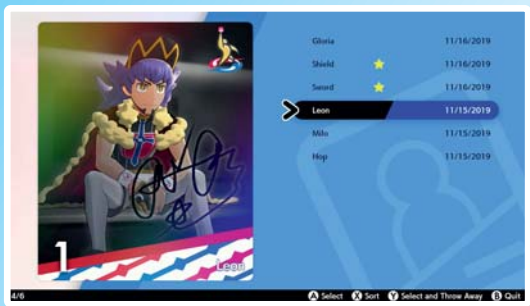 Gloria 11/16/2019
Shield 11/16/2019
Sword 11/16/2019
Leon 11/15/2019
Milo 11/15/2019
Hop 11/15/2019
1
Leon
4/6 A Select X Sort Y Select and Throw Away B Quit